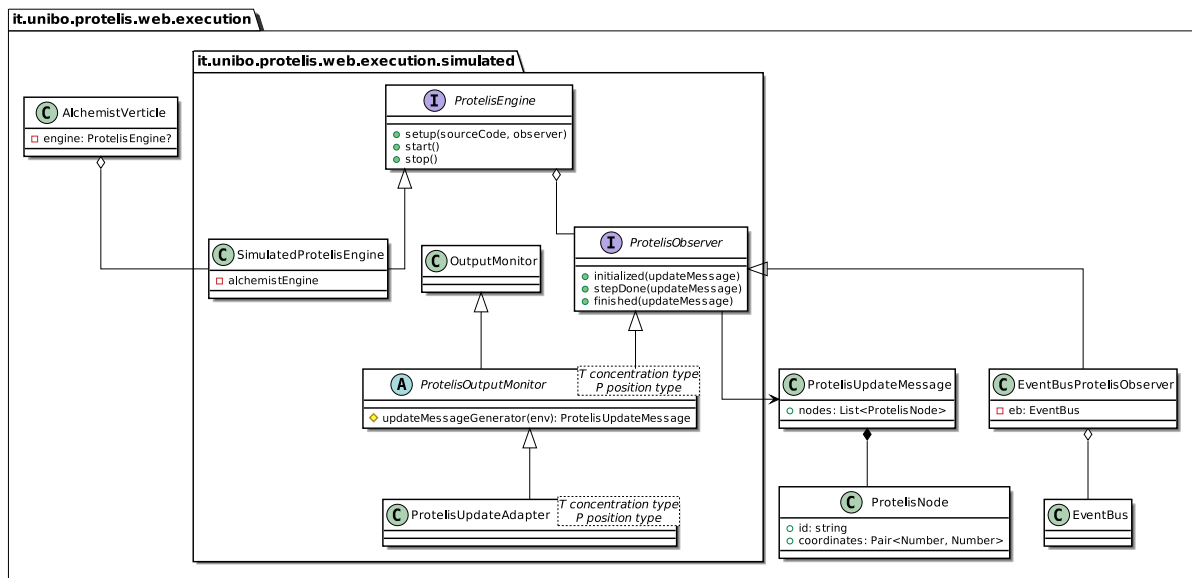 it.unibo.protelis.web.execution
it.unibo.protelis.web.execution.simulated
C AlchemistVerticle
engine: ProtelisEngine?
I ProtelisEngine
setup(sourceCode, observer)
start()
stop()
C SimulatedProtelisEngine
alchemistEngine
C OutputMonitor
I ProtelisObserver
initialized(updateMessage)
stepDone(updateMessage)
finished(updateMessage)
A ProtelisOutputMonitor
T concentration type
P position type
updateMessageGenerator(env): ProtelisUpdateMessage
C ProtelisUpdateMessage
nodes: List<ProtelisNode>
C EventBusProtelisObserver
eb: EventBus
C ProtelisUpdateAdapter
T concentration type
P position type
C ProtelisNode
id: string
coordinates: Pair<Number, Number>
C EventBus